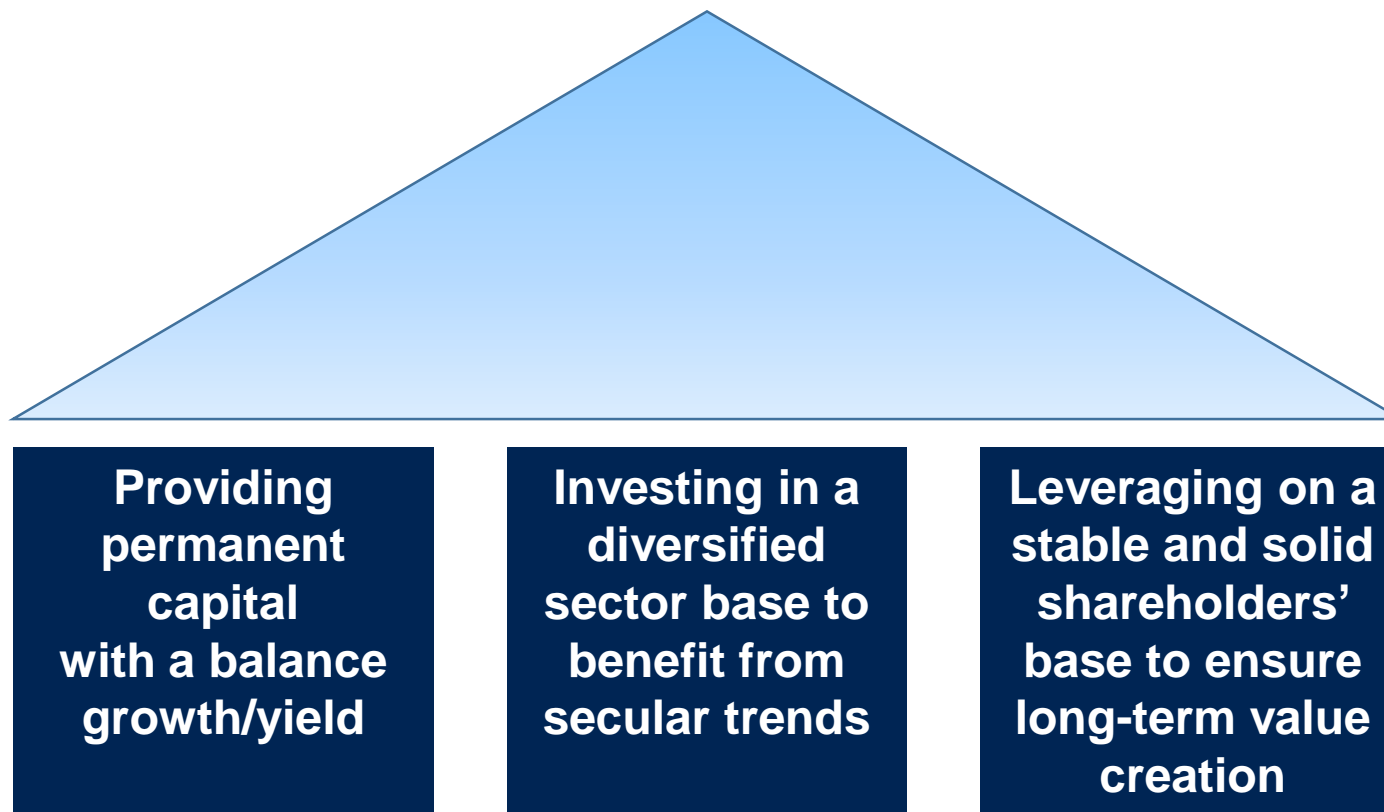 Providing
permanent
capital
with a balance
growth/yield
Investing in a
diversified
sector base to
benefit from
secular trends
Leveraging on a
stable and solid
shareholders’
base to ensure
long-term value
creation